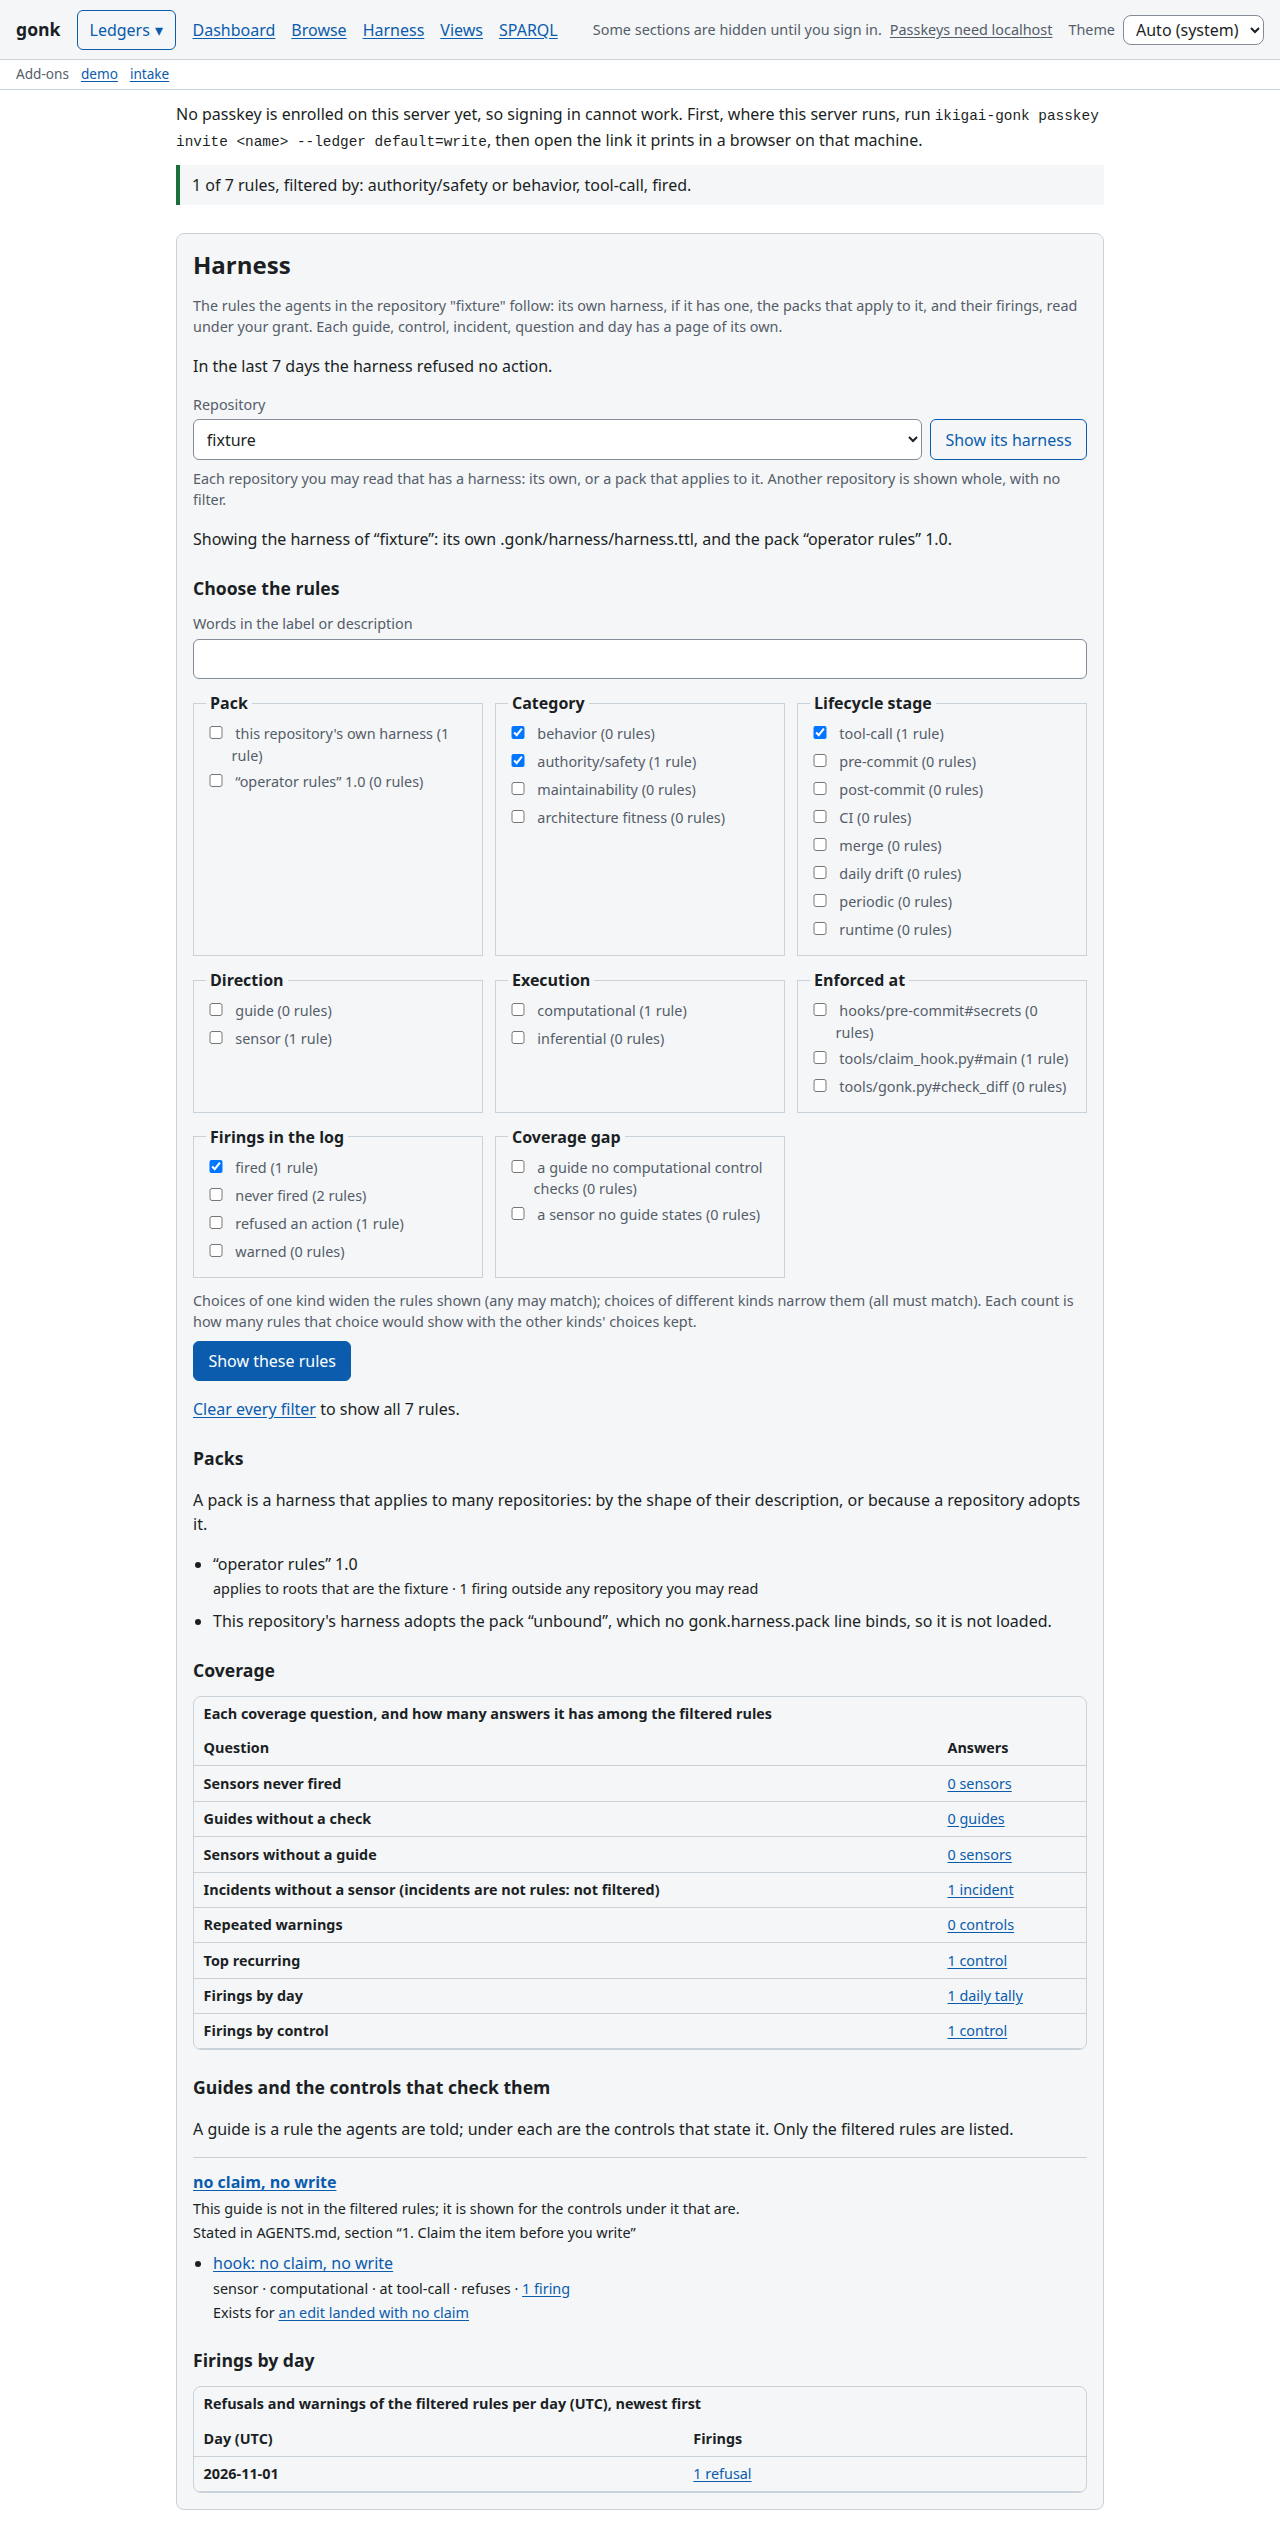 gonk
Ledgers ▾
Dashboard
Browse
Harness
Views
SPARQL
Some sections are hidden until you sign in.
Passkeys need localhost
Theme
Auto (system)
Add-ons
demo
intake
No passkey is enrolled on this server yet, so signing in cannot work. First, where this server runs, run ikigai-gonk passkey
invite <name> --ledger default=write, then open the link it prints in a browser on that machine.
1 of 7 rules, filtered by: authority/safety or behavior, tool-call, fired.
Harness
The rules the agents in the repository "fixture" follow: its own harness, if it has one, the packs that apply to it, and their firings, read
under your grant. Each guide, control, incident, question and day has a page of its own.
In the last 7 days the harness refused no action.
Repository
fixture
Show its harness
Each repository you may read that has a harness: its own, or a pack that applies to it. Another repository is shown whole, with no
filter.
Showing the harness of “fixture”: its own .gonk/harness/harness.ttl, and the pack “operator rules” 1.0.
Choose the rules
Words in the label or description
Pack
this repository's own harness (1
rule)
“operator rules” 1.0 (0 rules)
Category
behavior (0 rules)
authority/safety (1 rule)
maintainability (0 rules)
architecture fitness (0 rules)
Lifecycle stage
tool-call (1 rule)
pre-commit (0 rules)
post-commit (0 rules)
CI (0 rules)
merge (0 rules)
daily drift (0 rules)
periodic (0 rules)
runtime (0 rules)
Direction
guide (0 rules)
sensor (1 rule)
Execution
computational (1 rule)
inferential (0 rules)
Enforced at
hooks/pre-commit#secrets (0
rules)
tools/claim_hook.py#main (1 rule)
tools/gonk.py#check_diff (0 rules)
Firings in the log
fired (1 rule)
never fired (2 rules)
refused an action (1 rule)
warned (0 rules)
Coverage gap
a guide no computational control
checks (0 rules)
a sensor no guide states (0 rules)
Choices of one kind widen the rules shown (any may match); choices of different kinds narrow them (all must match). Each count is
how many rules that choice would show with the other kinds' choices kept.
Show these rules
Clear every filter to show all 7 rules.
Packs
A pack is a harness that applies to many repositories: by the shape of their description, or because a repository adopts
it.
“operator rules” 1.0
applies to roots that are the fixture · 1 firing outside any repository you may read
This repository's harness adopts the pack “unbound”, which no gonk.harness.pack line binds, so it is not loaded.
Coverage
Each coverage question, and how many answers it has among the filtered rules
Question Answers
Sensors never fired 0 sensors
Guides without a check 0 guides
Sensors without a guide 0 sensors
Incidents without a sensor (incidents are not rules: not filtered) 1 incident
Repeated warnings 0 controls
Top recurring 1 control
Firings by day 1 daily tally
Firings by control 1 control
Guides and the controls that check them
A guide is a rule the agents are told; under each are the controls that state it. Only the filtered rules are listed.
no claim, no write
This guide is not in the filtered rules; it is shown for the controls under it that are.
Stated in AGENTS.md, section “1. Claim the item before you write”
hook: no claim, no write
sensor · computational · at tool-call · refuses · 1 firing
Exists for an edit landed with no claim
Firings by day
Refusals and warnings of the filtered rules per day (UTC), newest first
Day (UTC) Firings
2026-11-01 1 refusal